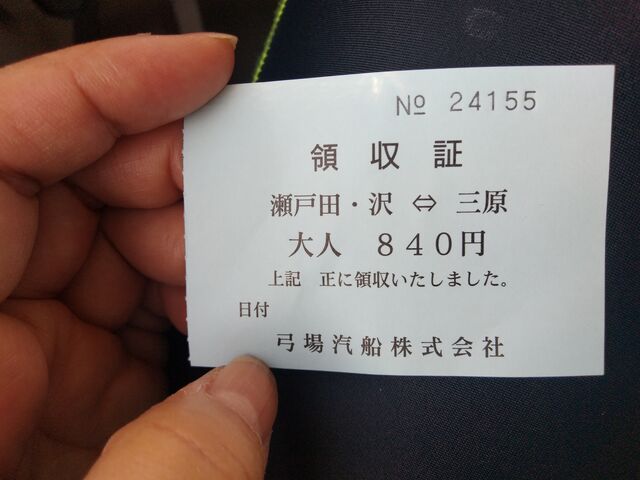 № 24155
領収証
瀬戸田・沢 ⇔ 三原
大人 840円
上記 正に領収いたしました。
日付
弓場汽船株式会社